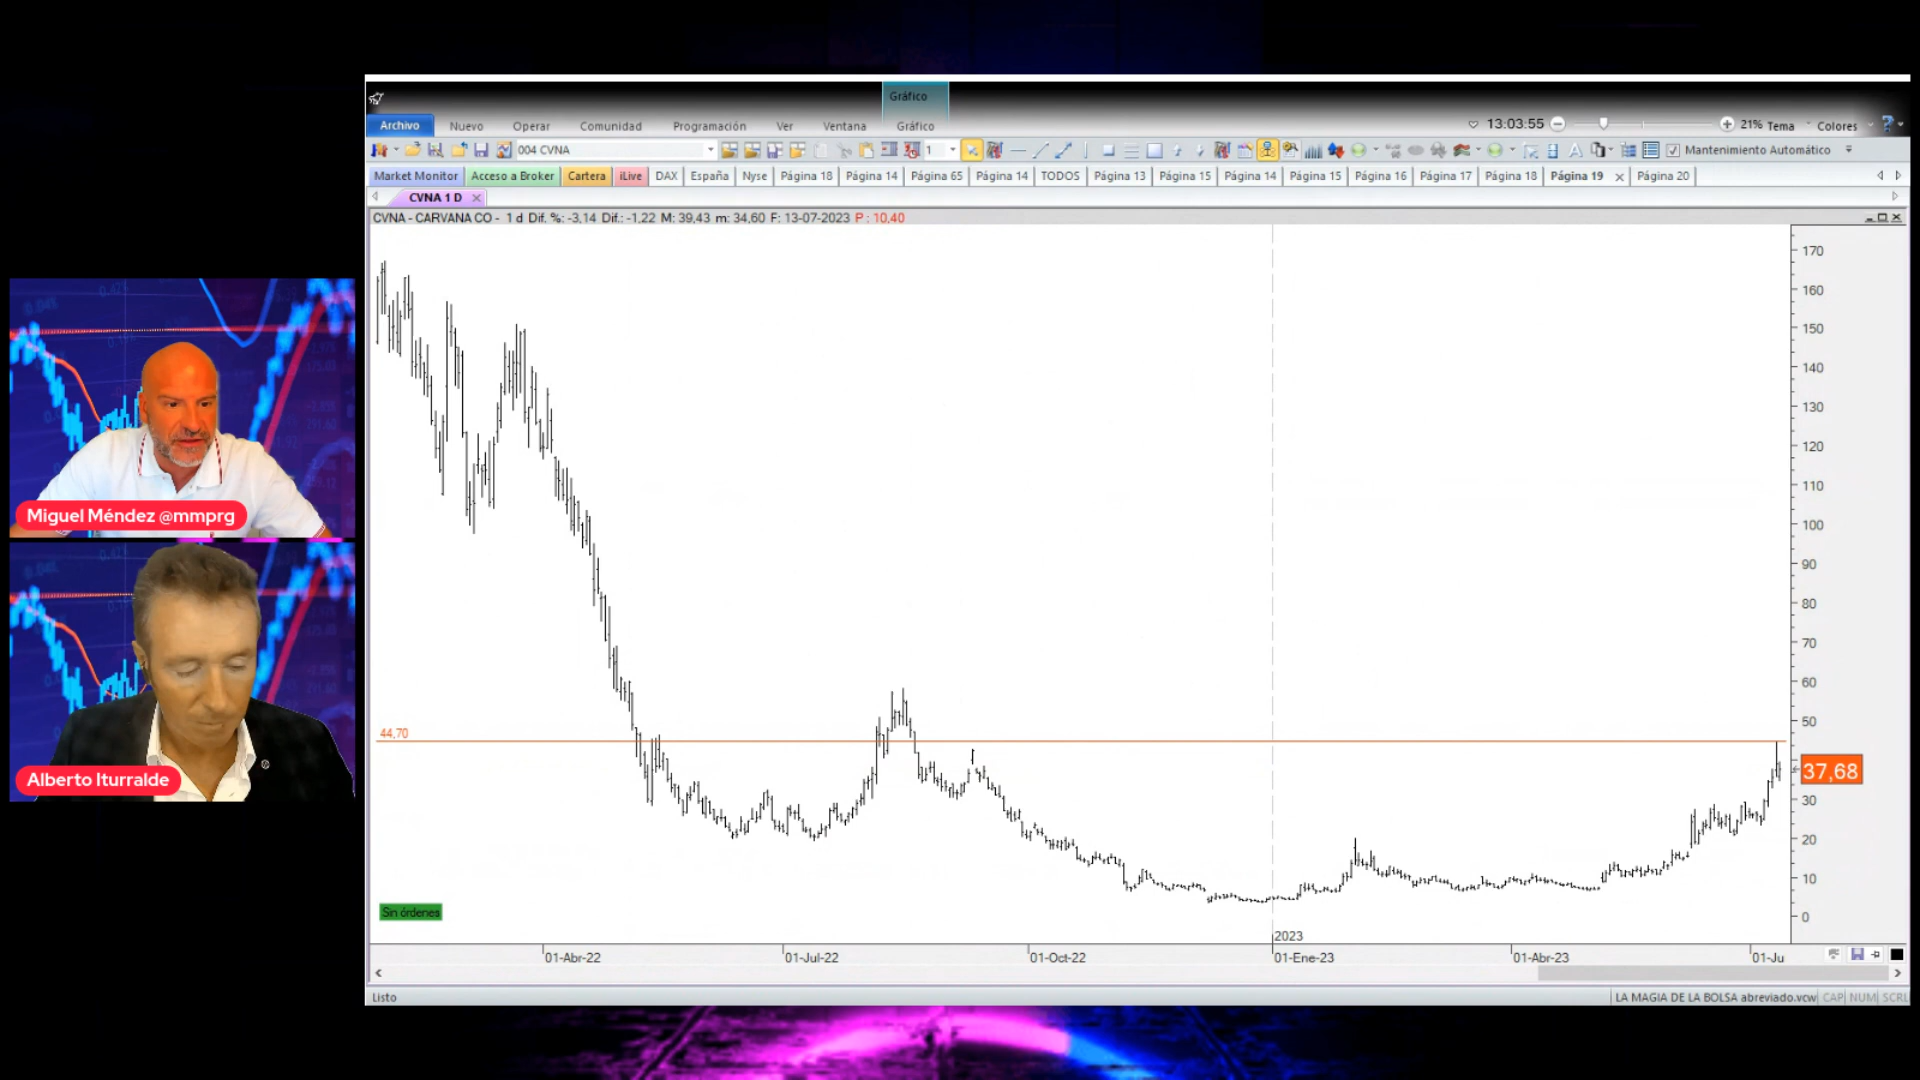 Gráfico
Archivo Nuevo Operar Comunidad Programación Ver Ventana Gráfico
13:03:55 21% Tema Colores
004 CVNA 1 Mantenimiento Automático
Market Monitor Acceso a Broker Cartera iLive DAX España Nyse Página 18 Página 14 Página 65 Página 14 TODOS Página 13 Página 15 Página 14 Página 15 Página 16 Página 17 Página 18 Página 19 Página 20
CVNA 1 D
CVNA - CARVANA CO - 1 d Dif. %: -3,14 Dif.: -1,22 M: 39,43 m: 34,60 F: 13-07-2023 P : 10,40
170
160
150
140
130
120
110
100
90
80
70
60
50
44,70
37,68
30
20
10
0
Sin órdenes
2023
01-Abr-22 01-Jul-22 01-Oct-22 01-Ene-23 01-Abr-23 01-Ju
Listo
LA MAGIA DE LA BOLSA abreviado.vcw CAP NUM SCRL
Miguel Méndez @mmprg
Alberto Iturralde